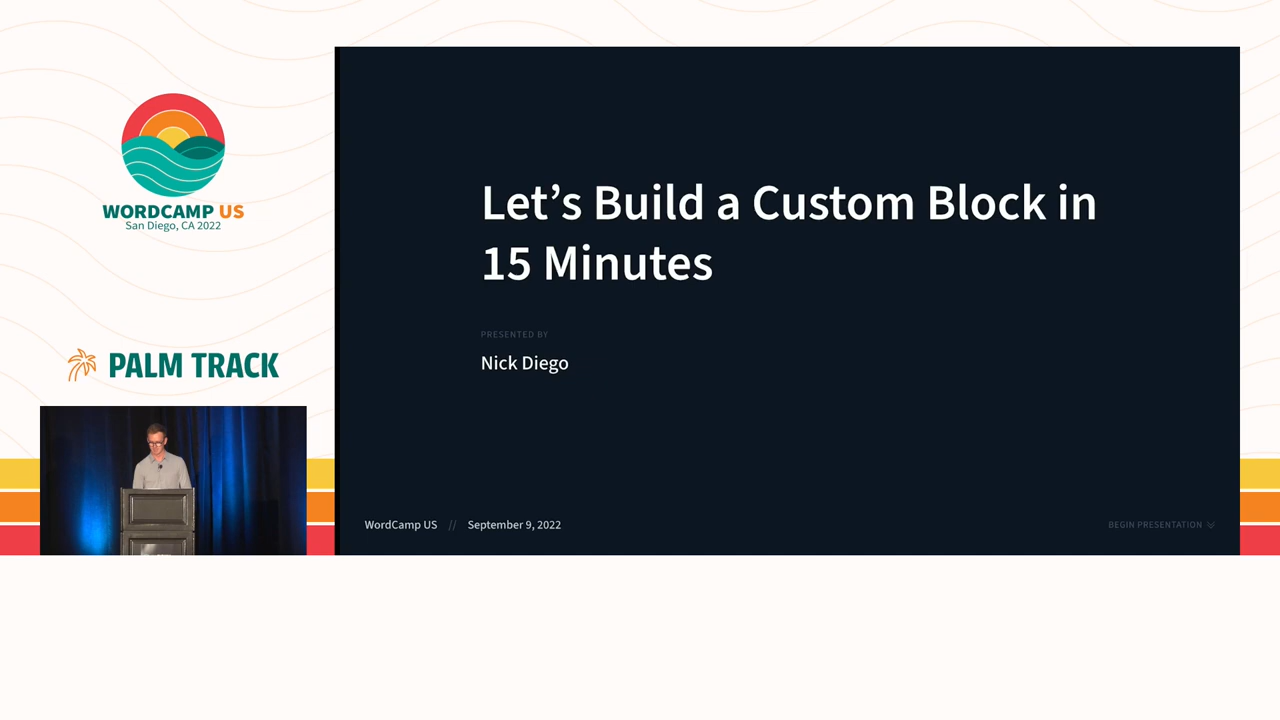 WORDCAMP US
San Diego, CA 2022
PALM TRACK
Let's Build a Custom Block in
15 Minutes
PRESENTED BY
Nick Diego
WordCamp US // September 9, 2022
BEGIN PRESENTATION